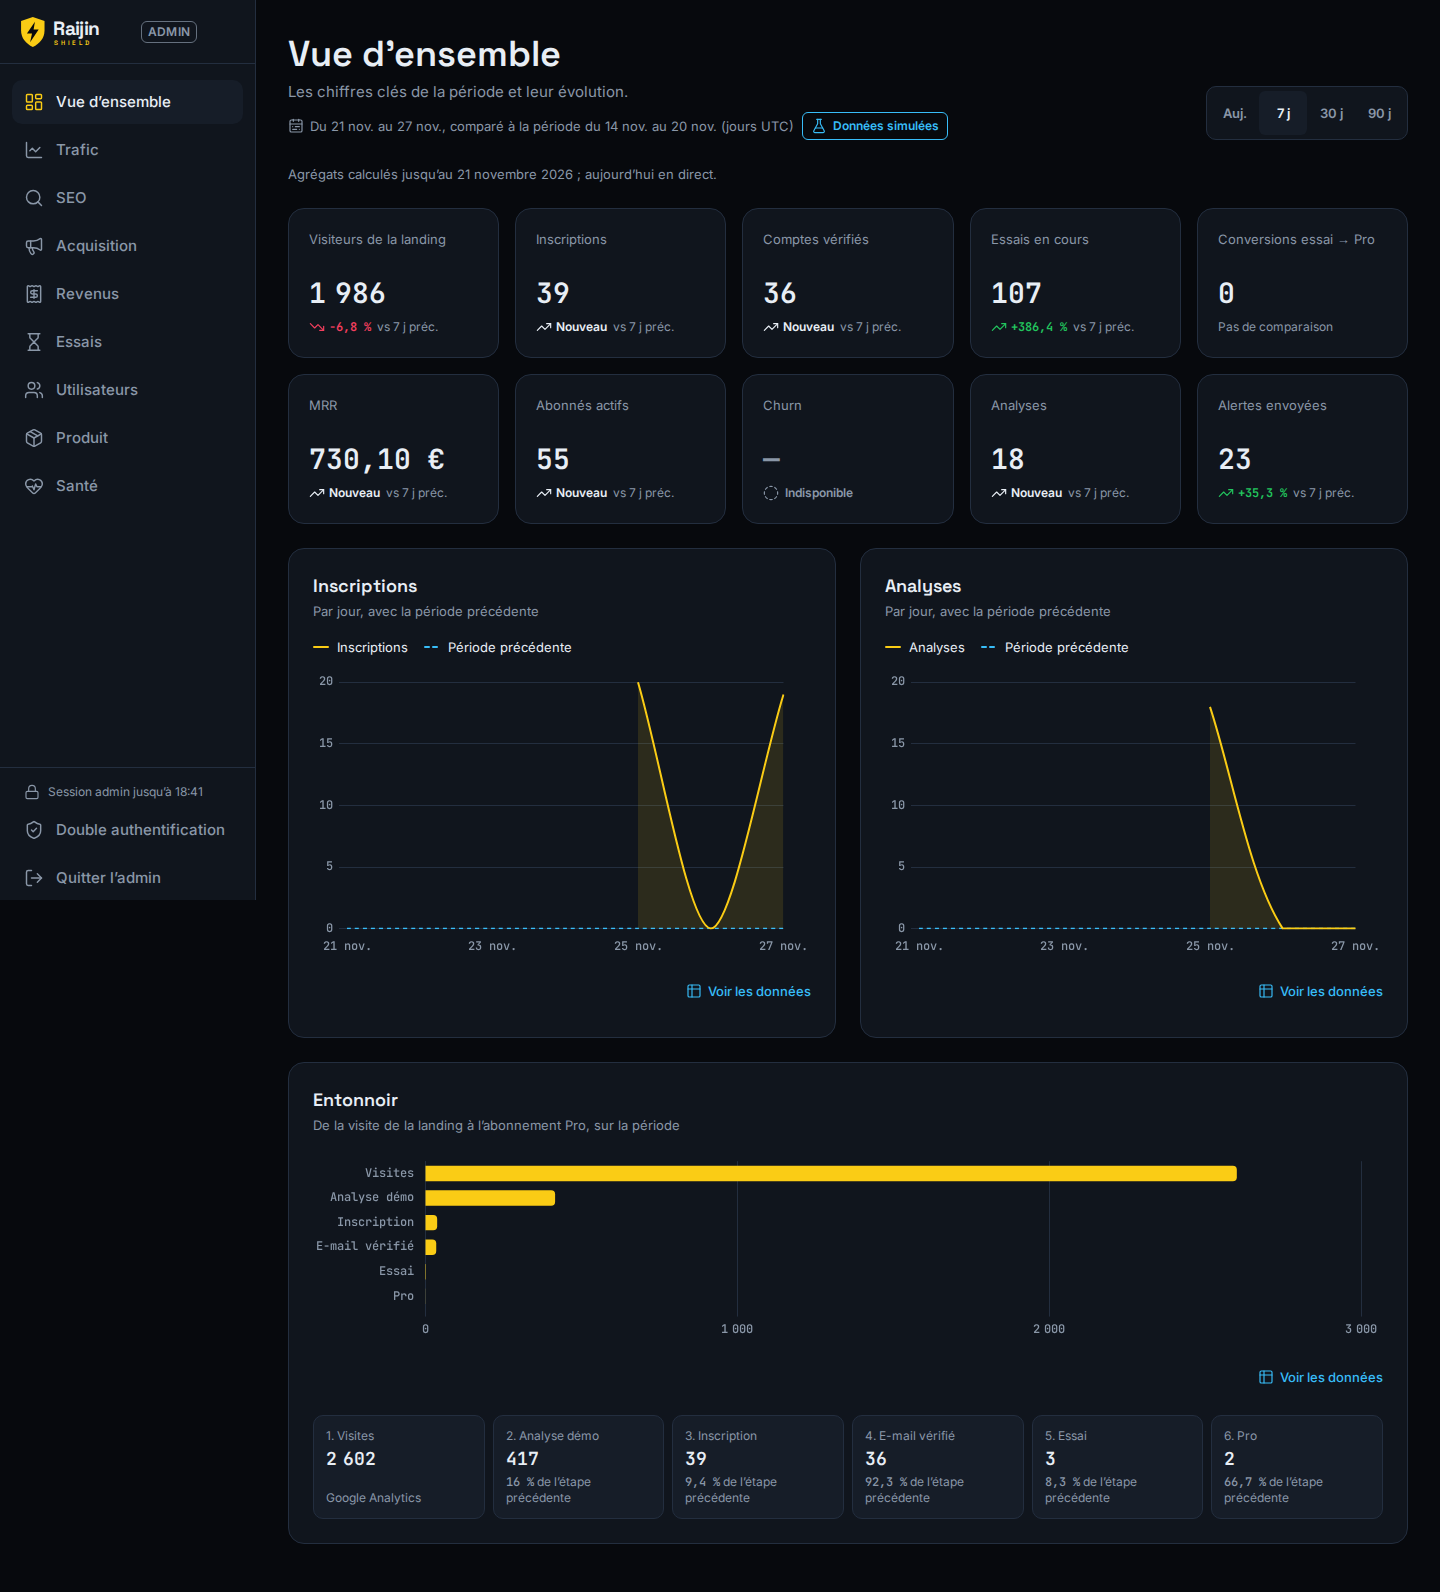 Raijin
SHIELD
ADMIN
Vue d’ensemble
Trafic
SEO
Acquisition
Revenus
Essais
Utilisateurs
Produit
Santé
Session admin jusqu’à 18:41
Double authentification
Quitter l’admin
Vue d’ensemble
Les chiffres clés de la période et leur évolution.
Du 21 nov. au 27 nov., comparé à la période du 14 nov. au 20 nov. (jours UTC)
Données simulées
Auj. 7 j 30 j 90 j
Agrégats calculés jusqu’au 21 novembre 2026 ; aujourd’hui en direct.
Visiteurs de la landing
1 986
-6,8 % vs 7 j préc.
Inscriptions
39
Nouveau vs 7 j préc.
Comptes vérifiés
36
Nouveau vs 7 j préc.
Essais en cours
107
+386,4 % vs 7 j préc.
Conversions essai → Pro
0
Pas de comparaison
MRR
730,10 €
Nouveau vs 7 j préc.
Abonnés actifs
55
Nouveau vs 7 j préc.
Churn
—
Indisponible
Analyses
18
Nouveau vs 7 j préc.
Alertes envoyées
23
+35,3 % vs 7 j préc.
Inscriptions
Par jour, avec la période précédente
Inscriptions Période précédente
20
15
10
5
0
21 nov. 23 nov. 25 nov. 27 nov.
Voir les données
Analyses
Par jour, avec la période précédente
Analyses Période précédente
20
15
10
5
0
21 nov. 23 nov. 25 nov. 27 nov.
Voir les données
Entonnoir
De la visite de la landing à l’abonnement Pro, sur la période
Visites
Analyse démo
Inscription
E-mail vérifié
Essai
Pro
0 1 000 2 000 3 000
Voir les données
1. Visites
2 602
Google Analytics
2. Analyse démo
417
16 % de l’étape
précédente
3. Inscription
39
9,4 % de l’étape
précédente
4. E-mail vérifié
36
92,3 % de l’étape
précédente
5. Essai
3
8,3 % de l’étape
précédente
6. Pro
2
66,7 % de l’étape
précédente